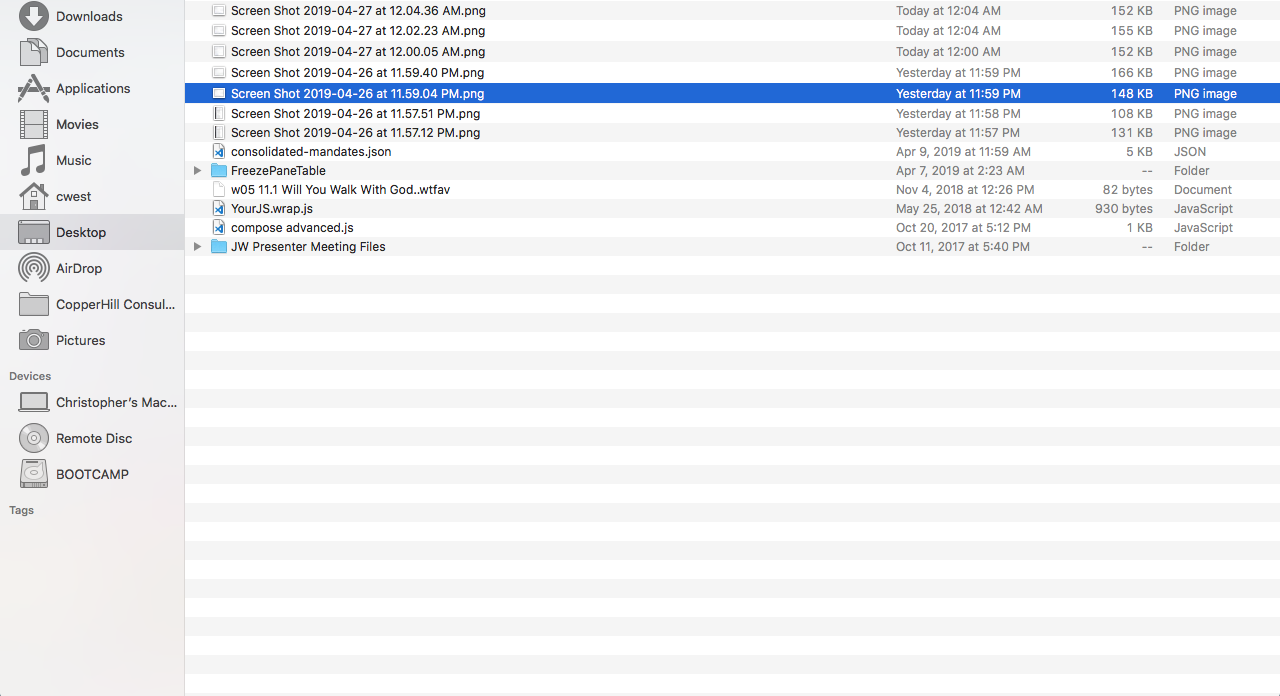 Downloads
Documents
Applications
Movies
Music
cwest
Desktop
AirDrop
CopperHill Consul...
Pictures
Devices
Christopher's Mac...
Remote Disc
BOOTCAMP
Tags
Screen Shot 2019-04-27 at 12.04.36 AM.png Today at 12:04 AM 152 KB PNG image
Screen Shot 2019-04-27 at 12.02.23 AM.png Today at 12:04 AM 155 KB PNG image
Screen Shot 2019-04-27 at 12.00.05 AM.png Today at 12:00 AM 152 KB PNG image
Screen Shot 2019-04-26 at 11.59.40 PM.png Yesterday at 11:59 PM 166 KB PNG image
Screen Shot 2019-04-26 at 11.59.04 PM.png Yesterday at 11:59 PM 148 KB PNG image
Screen Shot 2019-04-26 at 11.57.51 PM.png Yesterday at 11:58 PM 108 KB PNG image
Screen Shot 2019-04-26 at 11.57.12 PM.png Yesterday at 11:57 PM 131 KB PNG image
consolidated-mandates.json Apr 9, 2019 at 11:59 AM 5 KB JSON
FreezePaneTable Apr 7, 2019 at 2:23 AM -- Folder
w05 11.1 Will You Walk With God..wtfav Nov 4, 2018 at 12:26 PM 82 bytes Document
YourJS.wrap.js May 25, 2018 at 12:42 AM 930 bytes JavaScript
compose advanced.js Oct 20, 2017 at 5:12 PM 1 KB JavaScript
JW Presenter Meeting Files Oct 11, 2017 at 5:40 PM -- Folder